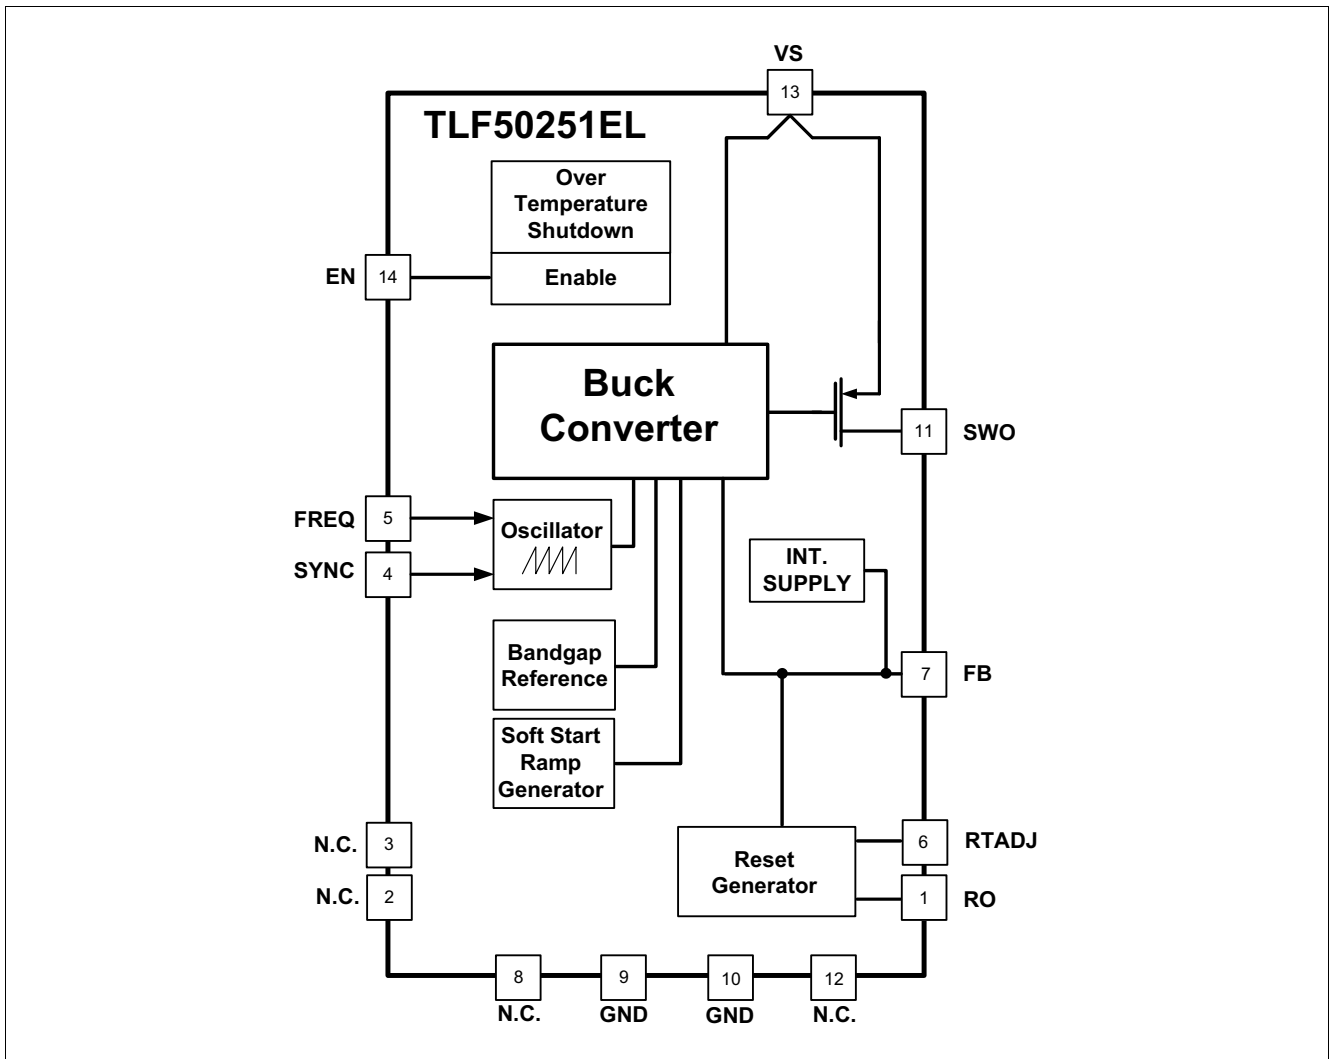 VS
13
TLF50251EL
Over
Temperature
Shutdown
EN
14
Enable
Buck
Converter
11
SWO
FREQ
5
Oscillator
SYNC
4
INT.
SUPPLY
Bandgap
Reference
7
FB
Soft Start
Ramp
Generator
N.C.
3
6
RTADJ
Reset
Generator
N.C.
2
1
RO
8
9
10
12
N.C.
GND
GND
N.C.